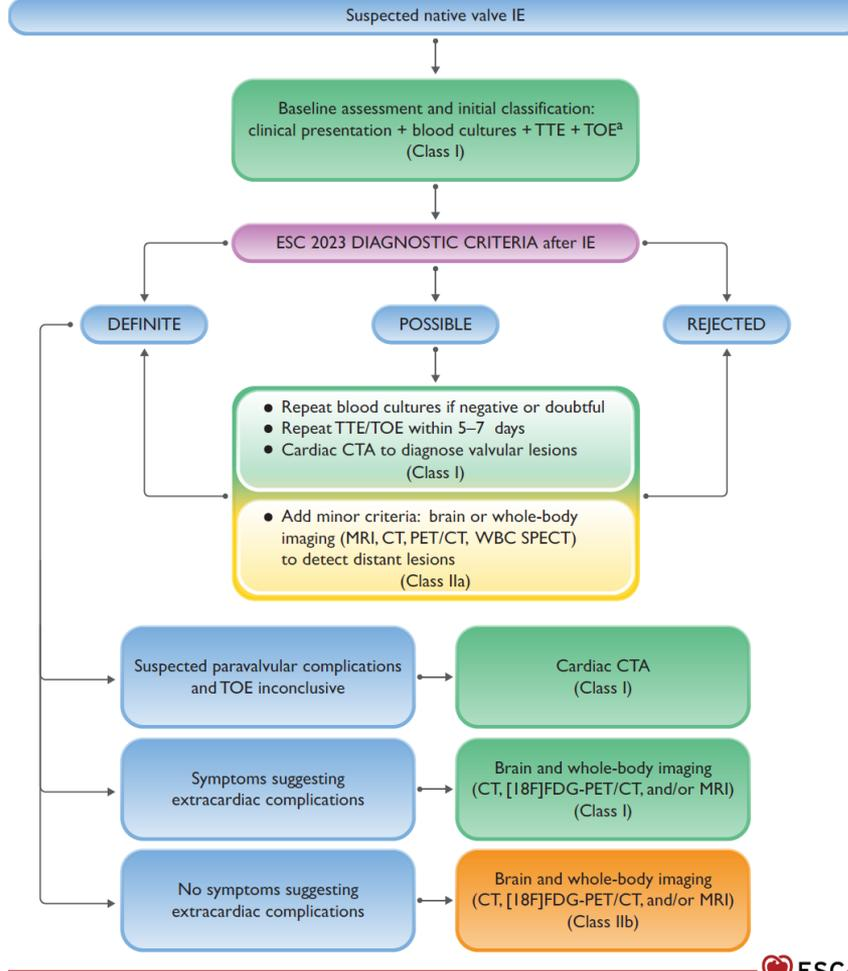 Suspected native valve IE
Baseline assessment and initial classification:
clinical presentation + blood cultures + TTE + TOEᵃ
(Class I)
ESC 2023 DIAGNOSTIC CRITERIA after IE
DEFINITE
POSSIBLE
REJECTED
● Repeat blood cultures if negative or doubtful
● Repeat TTE/TOE within 5–7 days
● Cardiac CTA to diagnose valvular lesions
(Class I)
● Add minor criteria: brain or whole-body
imaging (MRI, CT, PET/CT, WBC SPECT)
to detect distant lesions
(Class IIa)
Suspected paravalvular complications
and TOE inconclusive
Cardiac CTA
(Class I)
Symptoms suggesting
extracardiac complications
Brain and whole-body imaging
(CT, [18F]FDG-PET/CT, and/or MRI)
(Class I)
No symptoms suggesting
extracardiac complications
Brain and whole-body imaging
(CT, [18F]FDG-PET/CT, and/or MRI)
(Class IIb)
ESC